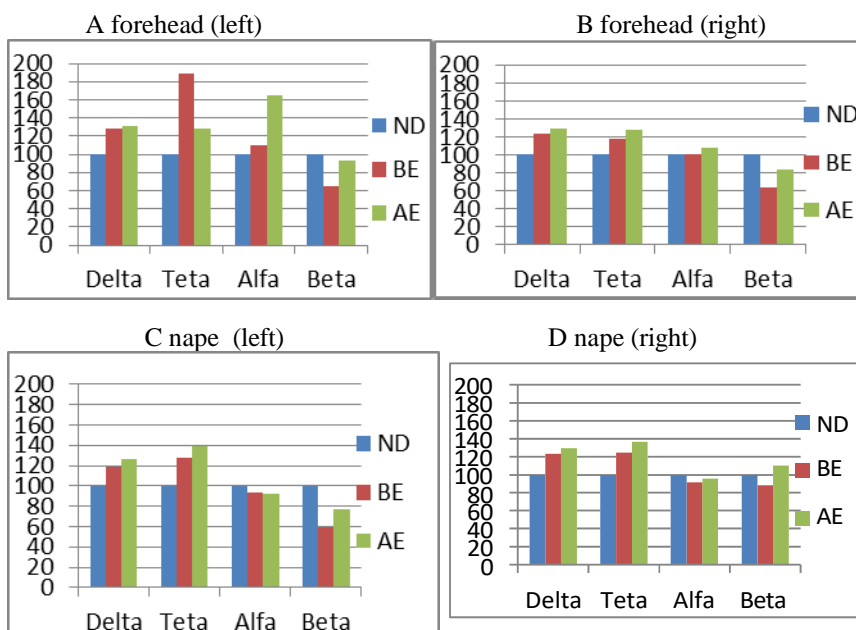 A forehead (left)
200
180
160
140
120
100
80
60
40
20
0
ND
BE
AE
Delta Teta Alfa Beta
B forehead (right)
200
180
160
140
120
100
80
60
40
20
0
ND
BE
AE
Delta Teta Alfa Beta
C nape (left)
200
180
160
140
120
100
80
60
40
20
0
ND
BE
AE
Delta Teta Alfa Beta
D nape (right)
200
180
160
140
120
100
80
60
40
20
0
ND
BE
AE
Delta Teta Alfa Beta